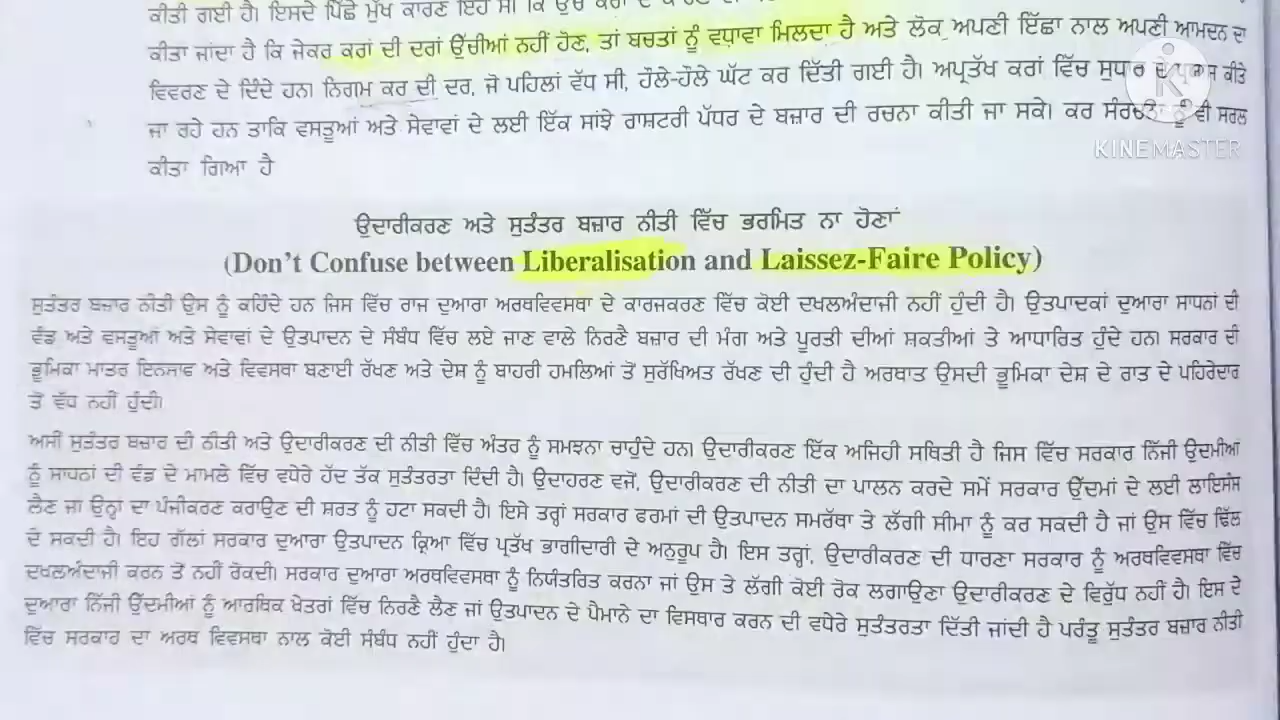 ਕੀਤੀ ਗਈ ਹੈ। ਇਸਦੇ ਪਿੱਛੇ ਮੁੱਖ ਕਾਰਣ ਇਹ ਸੀ ਕਿ ਉੱਚ ਕਰਾਂ ਦੇ
ਕੀਤਾ ਜਾਂਦਾ ਹੈ ਕਿ ਜੇਕਰ ਕਰਾਂ ਦੀ ਦਰਾਂ ਉੱਚੀਆਂ ਨਹੀਂ ਹੋਣ, ਤਾਂ ਬਚਤਾਂ ਨੂੰ ਵਧਾਵਾ ਮਿਲਦਾ ਹੈ ਅਤੇ ਲੋਕ ਅਪਣੀ ਇੱਛਾ ਨਾਲ ਅਪਣੀ ਆਮਦਨ ਦਾ
ਵਿਵਰਣ ਦੇ ਦਿੰਦੇ ਹਨ। ਨਿਗਮ ਕਰ ਦੀ ਦਰ, ਜੋ ਪਹਿਲਾਂ ਵੱਧ ਸੀ, ਹੌਲੇ-ਹੌਲੇ ਘੱਟ ਕਰ ਦਿੱਤੀ ਗਈ ਹੈ। ਅਪ੍ਰਤੱਖ ਕਰਾਂ ਵਿੱਚ ਸੁਧਾਰ ਦੇ ਕੀਤੇ
ਜਾ ਰਹੇ ਹਨ ਤਾਕਿ ਵਸਤੂਆਂ ਅਤੇ ਸੇਵਾਵਾਂ ਦੇ ਲਈ ਇੱਕ ਸਾਂਝੇ ਰਾਸ਼ਟਰੀ ਪੱਧਰ ਦੇ ਬਜ਼ਾਰ ਦੀ ਰਚਨਾ ਕੀਤੀ ਜਾ ਸਕੇ। ਕਰ ਸੰਰਚਨਾ ਨੂੰ ਵੀ ਸਰਲ
KINEMASTER
ਕੀਤਾ ਗਿਆ ਹੈ
ਉਦਾਰੀਕਰਣ ਅਤੇ ਸੁਤੰਤਰ ਬਜ਼ਾਰ ਨੀਤੀ ਵਿੱਚ ਭਰਮਿਤ ਨਾ ਹੋਣਾਂ
(Don't Confuse between Liberalisation and Laissez-Faire Policy)
ਸੁਤੰਤਰ ਬਜ਼ਾਰ ਨੀਤੀ ਉਸ ਨੂੰ ਕਹਿੰਦੇ ਹਨ ਜਿਸ ਵਿੱਚ ਰਾਜ ਦੁਆਰਾ ਅਰਥਵਿਵਸਥਾ ਦੇ ਕਾਰਜਕਰਣ ਵਿੱਚ ਕੋਈ ਦਖਲਅੰਦਾਜੀ ਨਹੀਂ ਹੁੰਦੀ ਹੈ। ਉਤਪਾਦਕਾਂ ਦੁਆਰਾ ਸਾਧਨਾਂ ਦੀ
ਵੰਡ ਅਤੇ ਵਸਤੂਆਂ ਅਤੇ ਸੇਵਾਵਾਂ ਦੇ ਉਤਪਾਦਨ ਦੇ ਸੰਬੰਧ ਵਿੱਚ ਲਏ ਜਾਣ ਵਾਲੇ ਨਿਰਣੈ ਬਜ਼ਾਰ ਦੀ ਮੰਗ ਅਤੇ ਪੂਰਤੀ ਦੀਆਂ ਸ਼ਕਤੀਆਂ ਤੇ ਆਧਾਰਿਤ ਹੁੰਦੇ ਹਨ। ਸਰਕਾਰ ਦੀ
ਭੂਮਿਕਾ ਮਾਤਰ ਇਨਸਾਫ ਅਤੇ ਵਿਵਸਥਾ ਬਣਾਈ ਰੱਖਣ ਅਤੇ ਦੇਸ਼ ਨੂੰ ਬਾਹਰੀ ਹਮਲਿਆਂ ਤੋਂ ਸੁਰੱਖਿਅਤ ਰੱਖਣ ਦੀ ਹੁੰਦੀ ਹੈ ਅਰਥਾਤ ਉਸਦੀ ਭੂਮਿਕਾ ਦੇਸ਼ ਦੇ ਰਾਤ ਦੇ ਪਹਿਰੇਦਾਰ
ਤੋਂ ਵੱਧ ਨਹੀਂ ਹੁੰਦੀ।
ਅਸੀਂ ਸੁਤੰਤਰ ਬਜ਼ਾਰ ਦੀ ਨੀਤੀ ਅਤੇ ਉਦਾਰੀਕਰਣ ਦੀ ਨੀਤੀ ਵਿੱਚ ਅੰਤਰ ਨੂੰ ਸਮਝਨਾ ਚਾਹੁੰਦੇ ਹਨ। ਉਦਾਰੀਕਰਣ ਇੱਕ ਅਜਿਹੀ ਸਥਿਤੀ ਹੈ ਜਿਸ ਵਿੱਚ ਸਰਕਾਰ ਨਿੱਜੀ ਉਦਮੀਆਂ
ਨੂੰ ਸਾਧਨਾਂ ਦੀ ਵੰਡ ਦੇ ਮਾਮਲੇ ਵਿੱਚ ਵਧੇਰੇ ਹੱਦ ਤੱਕ ਸੁਤੰਤਰਤਾ ਦਿੰਦੀ ਹੈ। ਉਦਾਹਰਣ ਵਜੋਂ, ਉਦਾਰੀਕਰਣ ਦੀ ਨੀਤੀ ਦਾ ਪਾਲਨ ਕਰਦੇ ਸਮੇਂ ਸਰਕਾਰ ਉੱਦਮਾਂ ਦੇ ਲਈ ਲਾਇਸੰਸ
ਲੈਣ ਜਾ ਉਨ੍ਹਾ ਦਾ ਪੰਜੀਕਰਣ ਕਰਾਉਣ ਦੀ ਸ਼ਰਤ ਨੂੰ ਹਟਾ ਸਕਦੀ ਹੈ। ਇਸੇ ਤਰ੍ਹਾਂ ਸਰਕਾਰ ਫਰਮਾਂ ਦੀ ਉਤਪਾਦਨ ਸਮਰੱਥਾ ਤੇ ਲੱਗੀ ਸੀਮਾ ਨੂੰ ਕਰ ਸਕਦੀ ਹੈ ਜਾਂ ਉਸ ਵਿੱਚ ਢਿੱਲ
ਦੇ ਸਕਦੀ ਹੈ। ਇਹ ਗੱਲਾਂ ਸਰਕਾਰ ਦੁਆਰਾ ਉਤਪਾਦਨ ਕ੍ਰਿਆ ਵਿੱਚ ਪ੍ਰਤੱਖ ਭਾਗੀਦਾਰੀ ਦੇ ਅਨੁਰੂਪ ਹੈ। ਇਸ ਤਰ੍ਹਾਂ, ਉਦਾਰੀਕਰਣ ਦੀ ਧਾਰਣਾ ਸਰਕਾਰ ਨੂੰ ਅਰਥਵਿਵਸਥਾ ਵਿੱਚ
ਦਖਲਅੰਦਾਜੀ ਕਰਨ ਤੋਂ ਨਹੀਂ ਰੋਕਦੀ। ਸਰਕਾਰ ਦੁਆਰਾ ਅਰਥਵਿਵਸਥਾ ਨੂੰ ਨਿਯੰਤਰਿਤ ਕਰਨਾ ਜਾਂ ਉਸ ਤੇ ਲੱਗੀ ਕੋਈ ਰੋਕ ਲਗਾਉਣਾ ਉਦਾਰੀਕਰਣ ਦੇ ਵਿਰੁੱਧ ਨਹੀਂ ਹੈ। ਇਸ ਦੇ
ਦੁਆਰਾ ਨਿੱਜੀ ਉੱਦਮੀਆਂ ਨੂੰ ਆਰਥਿਕ ਖੇਤਰਾਂ ਵਿੱਚ ਨਿਰਣੈ ਲੈਣ ਜਾਂ ਉਤਪਾਦਨ ਦੇ ਪੈਮਾਨੇ ਦਾ ਵਿਸਥਾਰ ਕਰਨ ਦੀ ਵਧੇਰੇ ਸੁਤੰਤਰਤਾ ਦਿੱਤੀ ਜਾਂਦੀ ਹੈ ਪਰੰਤੂ ਸੁਤੰਤਰ ਬਜ਼ਾਰ ਨੀਤੀ
ਵਿੱਚ ਸਰਕਾਰ ਦਾ ਅਰਥ ਵਿਵਸਥਾ ਨਾਲ ਕੋਈ ਸੰਬੰਧ ਨਹੀਂ ਹੁੰਦਾ ਹੈ।